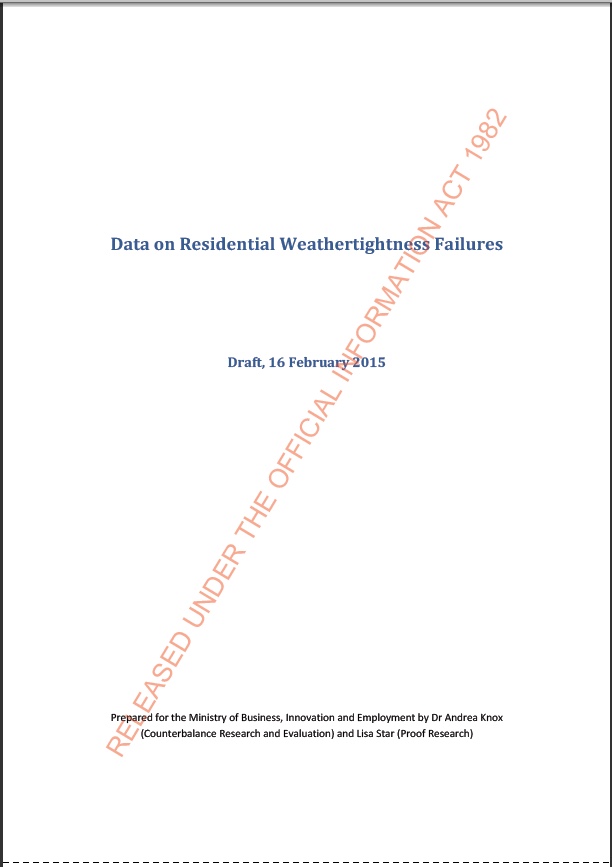 Data on Residential Weathertightness Failures
Draft, 16 February 2015
RELEASED UNDER THE OFFICIAL INFORMATION ACT 1982
Prepared for the Ministry of Business, Innovation and Employment by Dr Andrea Knox
(Counterbalance Research and Evaluation) and Lisa Star (Proof Research)